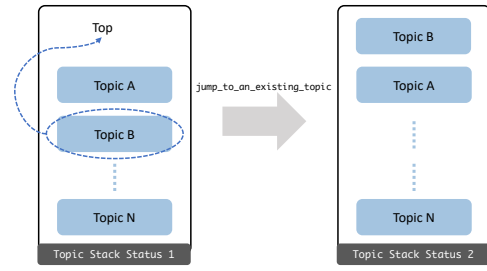 Top
Topic A
Topic B
Topic N
Topic Stack Status 1
jump_to_an_existing_topic
Topic B
Topic A
Topic N
Topic Stack Status 2